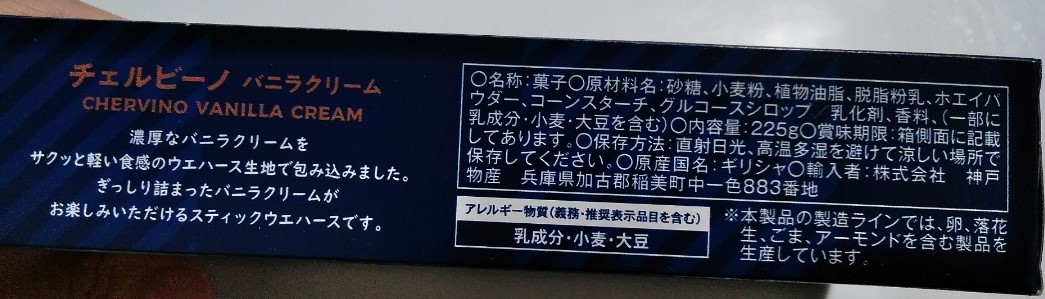 チェルビーノ バニラクリーム
CHERVINO VANILLA CREAM
濃厚なバニラクリームを
サクッと軽い食感のウエハース生地で包み込みました。
ぎっしり詰まったバニラクリームが
お楽しみいただけるスティックウエハースです。
〇名称:菓子〇原材料名:砂糖、小麦粉、植物油脂、脱脂粉乳、ホエイパ
ウダー、コーンスターチ、グルコースシロップ/乳化剤、香料、(一部に
乳成分・小麦・大豆を含む)〇内容量:225g〇賞味期限:箱側面に記載
してあります。〇保存方法:直射日光、高温多湿を避けて涼しい場所で
保存してください。〇原産国名:ギリシャ〇輸入者:株式会社 神戸
物産 兵庫県加古郡稲美町中一色883番地
アレルギー物質(義務・推奨表示品目を含む)
乳成分・小麦・大豆
※本製品の製造ラインでは、卵、落花
生、ごま、アーモンドを含む製品を
生産しています。